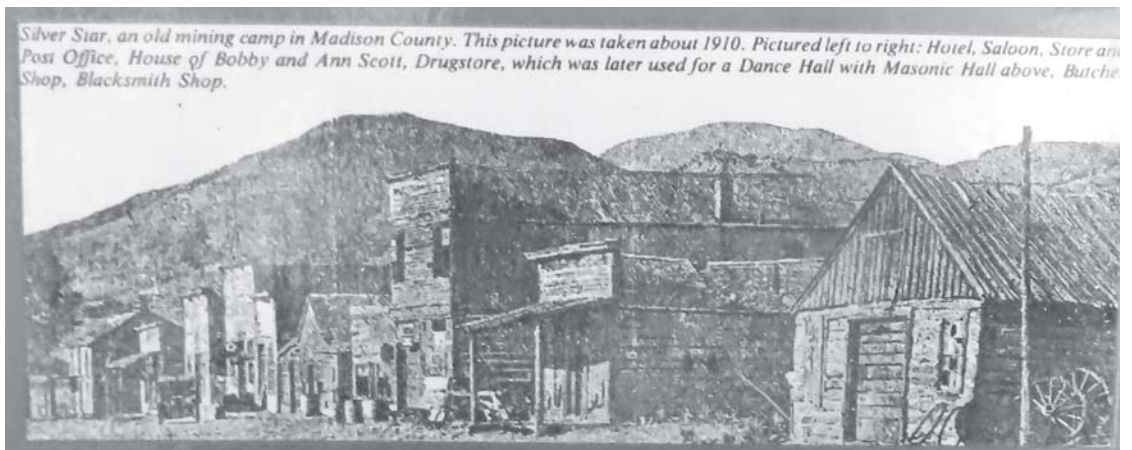 Silver Star, an old mining camp in Madison County. This picture was taken about 1910. Pictured left to right: Hotel, Saloon, Store an
Post Office, House of Bobby and Ann Scott, Drugstore, which was later used for a Dance Hall with Masonic Hall above, Butche
Shop, Blacksmith Shop.